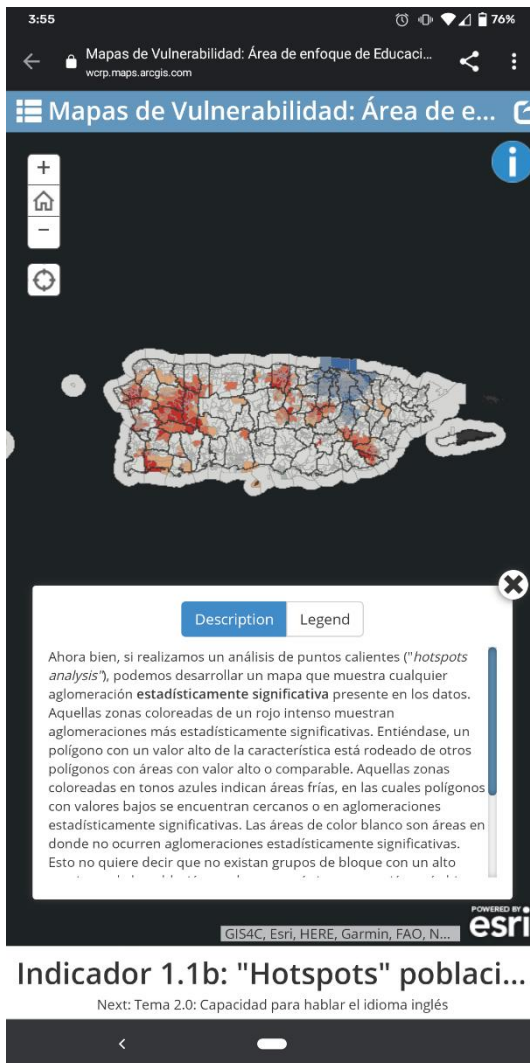 3:55
76%
Mapas de Vulnerabilidad: Área de enfoque de Educaci...
wcrp.maps.arcgis.com
Mapas de Vulnerabilidad: Área de e...
i
+
−
Description Legend
Ahora bien, si realizamos un análisis de puntos calientes ("hotspots
analysis"), podemos desarrollar un mapa que muestra cualquier
aglomeración estadísticamente significativa presente en los datos.
Aquellas zonas coloreadas de un rojo intenso muestran
aglomeraciones más estadísticamente significativas. Entiéndase, un
polígono con un valor alto de la característica está rodeado de otros
polígonos con áreas con valor alto o comparable. Aquellas zonas
coloreadas en tonos azules indican áreas frías, en las cuales polígonos
con valores bajos se encuentran cercanos o en aglomeraciones
estadísticamente significativas. Las áreas de color blanco son áreas en
donde no ocurren aglomeraciones estadísticamente significativas.
Esto no quiere decir que no existan grupos de bloque con un alto
POWERED BY
esri
GIS4C, Esri, HERE, Garmin, FAO, N...
Indicador 1.1b: "Hotspots" poblaci...
Next: Tema 2.0: Capacidad para hablar el idioma inglés